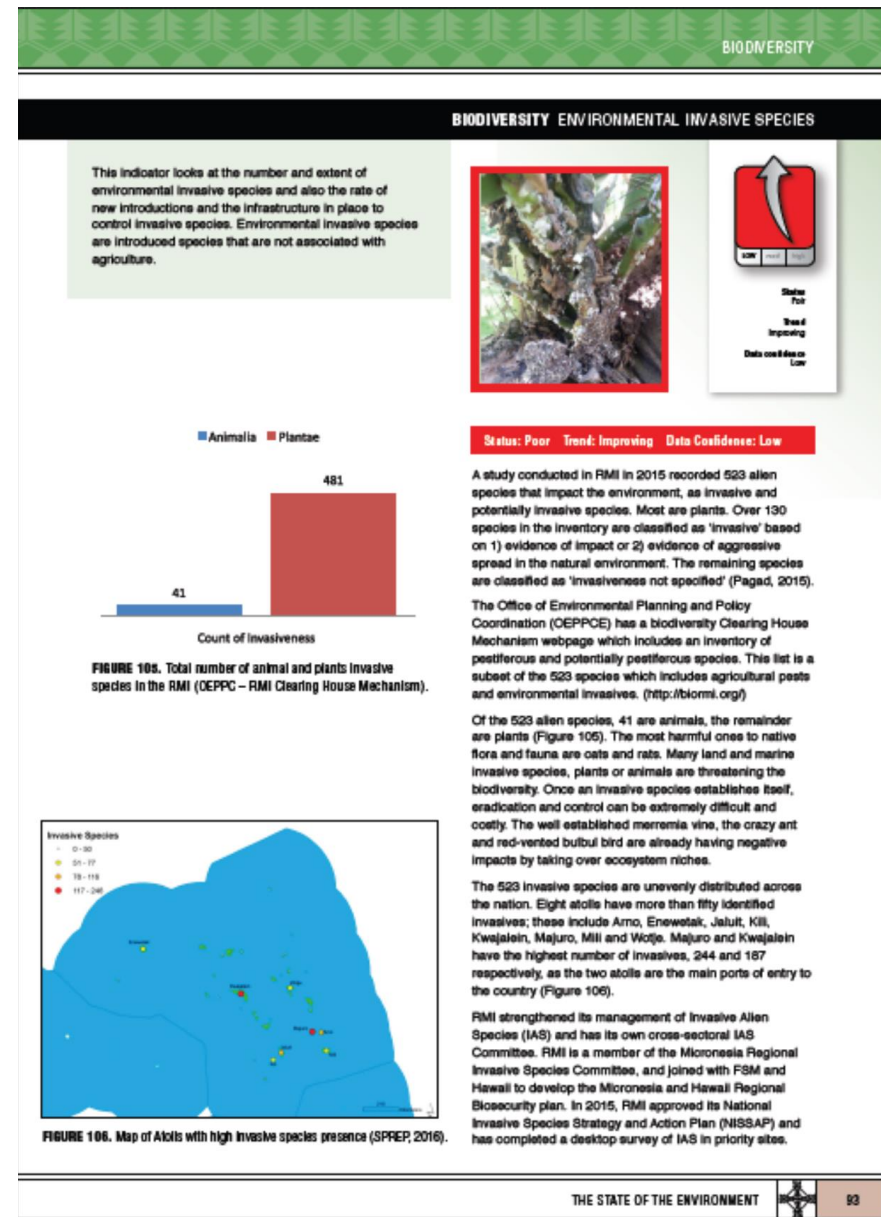 BIODIVERSITY
BIODIVERSITY ENVIRONMENTAL INVASIVE SPECIES
This indicator looks at the number and extent of
environmental invasive species and also the rate of
new introductions and the infrastructure in place to
control invasive species. Environmental invasive species
are introduced species that are not associated with
agriculture.
LOW med high
Status
Poir
Trend
Improving
Data confidence
Low
Animalia Plantae
481
41
Count of Invasiveness
FIGURE 105. Total number of animal and plants invasive
species in the RMI (OEPPC – RMI Clearing House Mechanism).
Invasive Species
0 - 50
51 - 77
78 - 116
117 - 246
Enewetak
Kwajalein
Wotje
Majuro
Arno
Jaluit
Mili
Kili
FIGURE 106. Map of Atolls with high invasive species presence (SPREP, 2016).
Status: Poor Trend: Improving Data Confidence: Low
A study conducted in RMI in 2015 recorded 523 alien
species that impact the environment, as invasive and
potentially invasive species. Most are plants. Over 130
species in the inventory are classified as 'invasive' based
on 1) evidence of impact or 2) evidence of aggressive
spread in the natural environment. The remaining species
are classified as 'invasiveness not specified' (Pagad, 2015).
The Office of Environmental Planning and Policy
Coordination (OEPPCE) has a biodiversity Clearing House
Mechanism webpage which includes an inventory of
pestiferous and potentially pestiferous species. This list is a
subset of the 523 species which includes agricultural pests
and environmental invasives. (http://biormi.org/)
Of the 523 alien species, 41 are animals, the remainder
are plants (Figure 105). The most harmful ones to native
flora and fauna are cats and rats. Many land and marine
invasive species, plants or animals are threatening the
biodiversity. Once an invasive species establishes itself,
eradication and control can be extremely difficult and
costly. The well established merremia vine, the crazy ant
and red-vented bulbul bird are already having negative
impacts by taking over ecosystem niches.
The 523 invasive species are unevenly distributed across
the nation. Eight atolls have more than fifty identified
invasives; these include Arno, Enewetak, Jaluit, Kili,
Kwajalein, Majuro, Mili and Wotje. Majuro and Kwajalein
have the highest number of invasives, 244 and 187
respectively, as the two atolls are the main ports of entry to
the country (Figure 106).
RMI strengthened its management of Invasive Alien
Species (IAS) and has its own cross-sectoral IAS
Committee. RMI is a member of the Micronesia Regional
Invasive Species Committee, and joined with FSM and
Hawaii to develop the Micronesia and Hawaii Regional
Biosecurity plan. In 2015, RMI approved its National
Invasive Species Strategy and Action Plan (NISSAP) and
has completed a desktop survey of IAS in priority sites.
THE STATE OF THE ENVIRONMENT
93